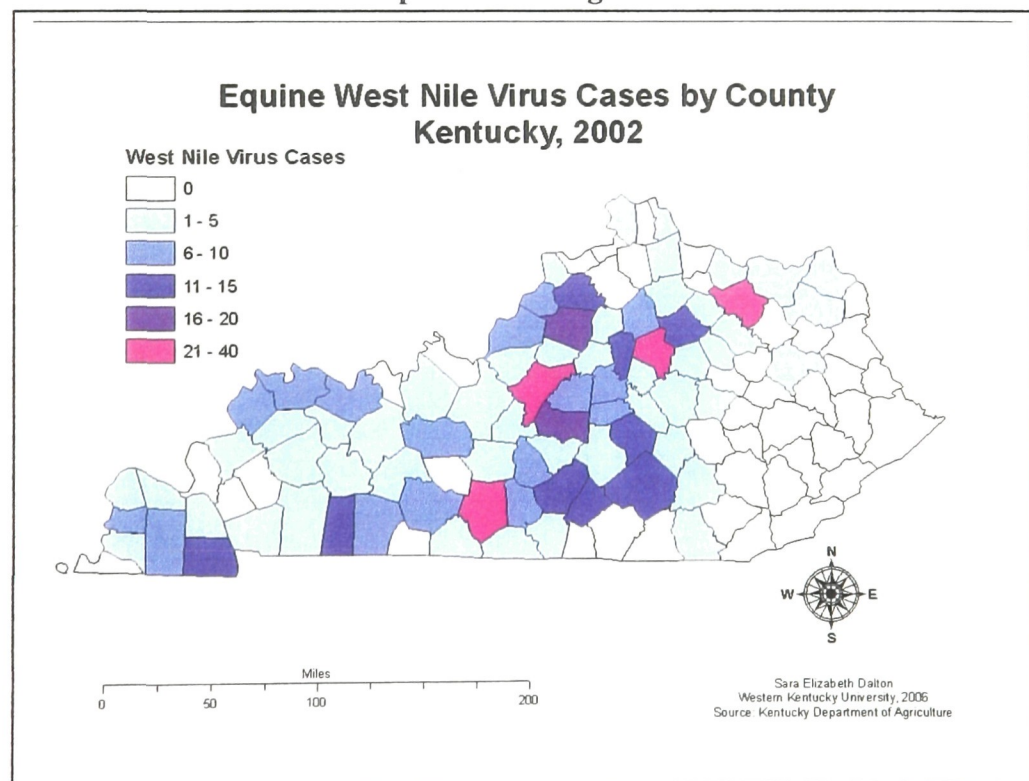 Equine West Nile Virus Cases by County
Kentucky, 2002
West Nile Virus Cases
0
1 - 5
6 - 10
11 - 15
16 - 20
21 - 40
N
W E
S
Miles
0 50 100 200
Sara Elizabeth Dalton
Western Kentucky University, 2006
Source: Kentucky Department of Agriculture